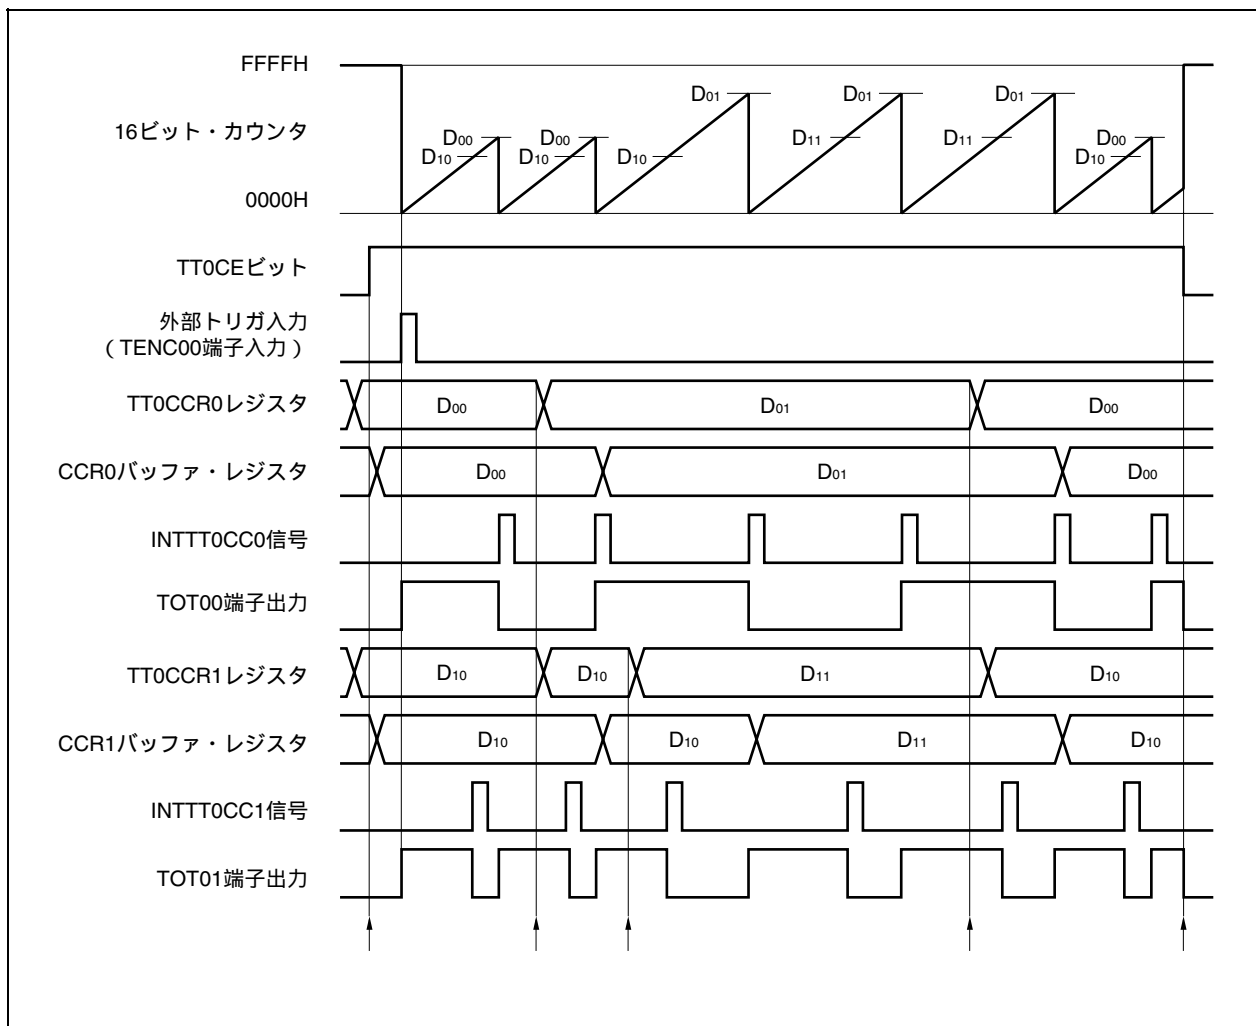 FFFFH
D01 D01 D01
16ビット・カウンタ
D00 D00 D11 D11 D00
D10 D10 D10 D10
0000H
TT0CEビット
外部トリガ入力
（TENC00端子入力）
TT0CCR0レジスタ D00 D01 D00
CCR0バッファ・レジスタ D00 D01 D00
INTTT0CC0信号
TOT00端子出力
TT0CCR1レジスタ D10 D10 D11 D10
CCR1バッファ・レジスタ D10 D10 D11 D10
INTTT0CC1信号
TOT01端子出力